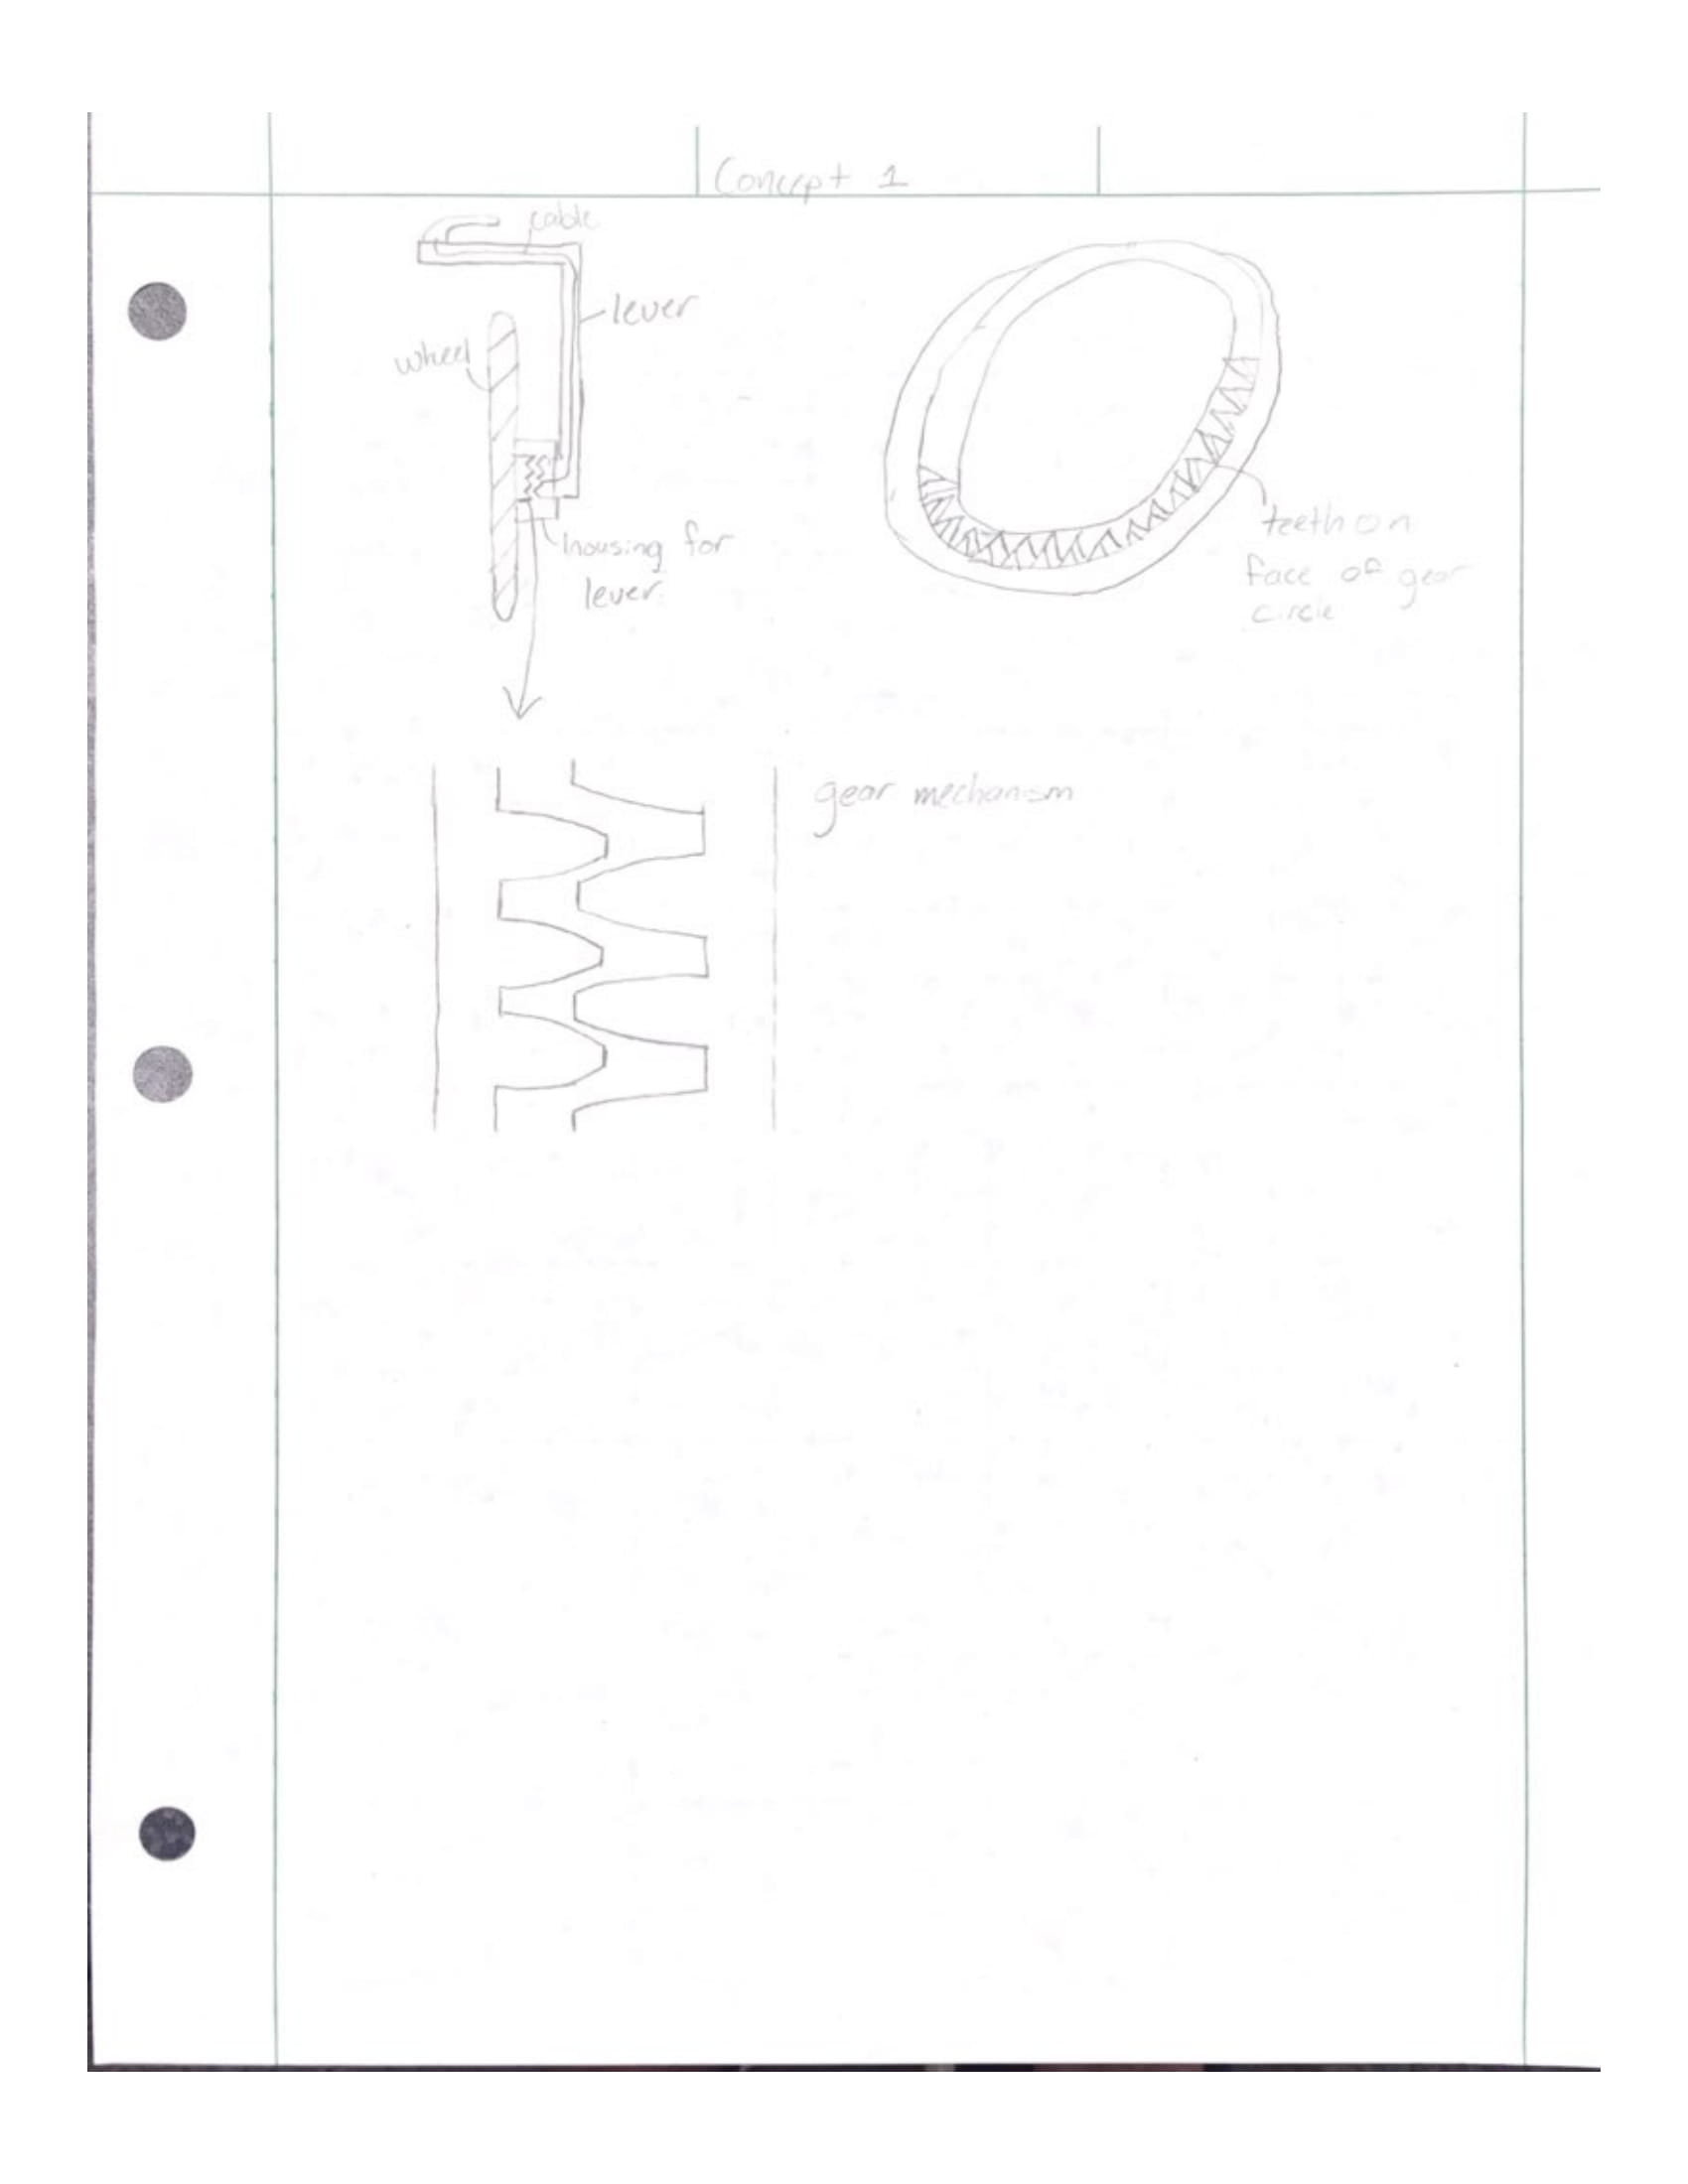 Concept 1
cable
lever
wheel
housing for
lever
teeth on
face of gear
circle
gear mechanism